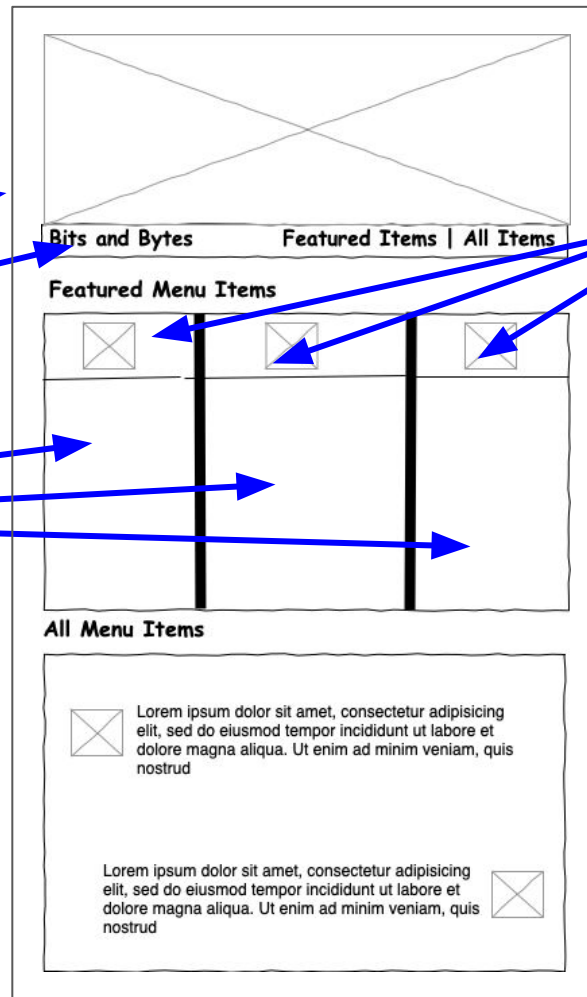 Bits and Bytes Featured Items | All Items
Featured Menu Items
All Menu Items
Lorem ipsum dolor sit amet, consectetur adipisicing
elit, sed do eiusmod tempor incididunt ut labore et
dolore magna aliqua. Ut enim ad minim veniam, quis
nostrud
Lorem ipsum dolor sit amet, consectetur adipisicing
elit, sed do eiusmod tempor incididunt ut labore et
dolore magna aliqua. Ut enim ad minim veniam, quis
nostrud